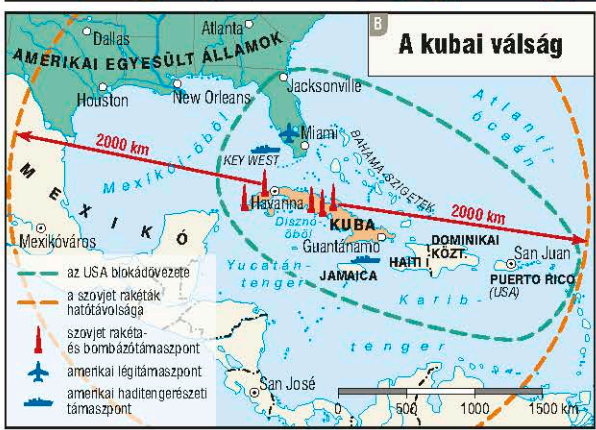 B
A kubai válság
Dallas
Atlanta
AMERIKAI EGYESÜLT ÁLLAMOK
Jacksonville
Houston
New Orleans
Atlanti-
óceán
2000 km
Mexikói-öböl
Miami
KEY WEST
BAHAMA-SZIGETEK
MEXIKÓ
Havanna
Disznó-
öböl
KUBA
2000 km
Mexikóváros
Guantánamo
DOMINIKAI
KÖZT.
San Juan
HAITI
JAMAICA
PUERTO RICO
(USA)
Yucatán-
tenger
Karib-
tenger
San José
az USA blokádövezete
a szovjet rakéták
hatótávolsága
szovjet rakéta-
és bombázótámaszpont
amerikai légitámaszpont
amerikai haditengerészeti
támaszpont
0 500 1000 1500 km